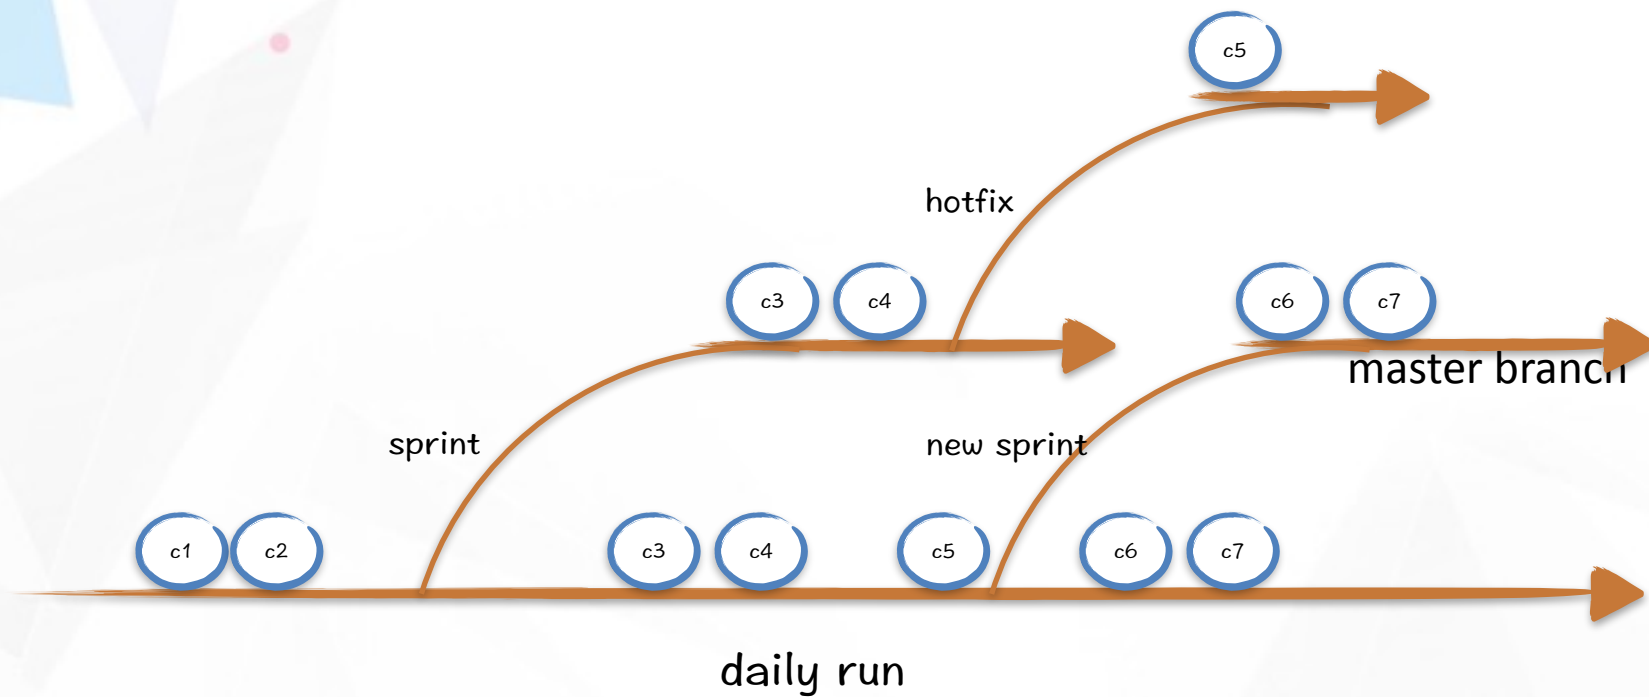 c5
hotfix
c3 c4
c6 c7
master branch
sprint
new sprint
c1 c2 c3 c4 c5 c6 c7
daily run